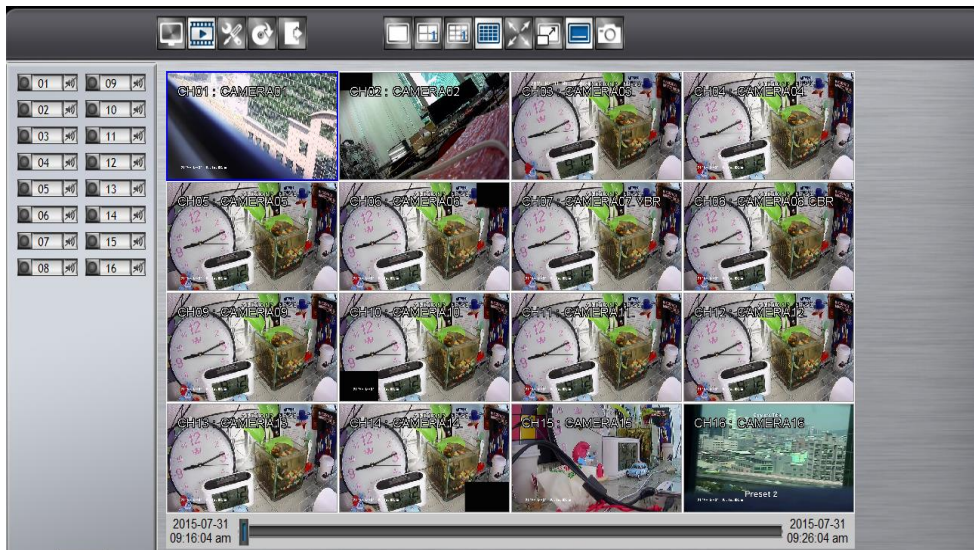 01 09
02 10
03 11
04 12
05 13
06 14
07 15
08 16
CH01 : CAMERA01
CH02 : CAMERA02
CH03 : CAMERA03
CH04 : CAMERA04
CH05 : CAMERA05
CH06 : CAMERA06
CH07 : CAMERA07 VBR
CH08 : CAMERA08 CBR
CH09 : CAMERA09
CH10 : CAMERA10
CH11 : CAMERA11
CH12 : CAMERA12
CH13 : CAMERA13
CH14 : CAMERA14
CH15 : CAMERA15
CH16 : CAMERA16
Preset 2
2015-07-31
09:16:04 am
2015-07-31
09:26:04 am